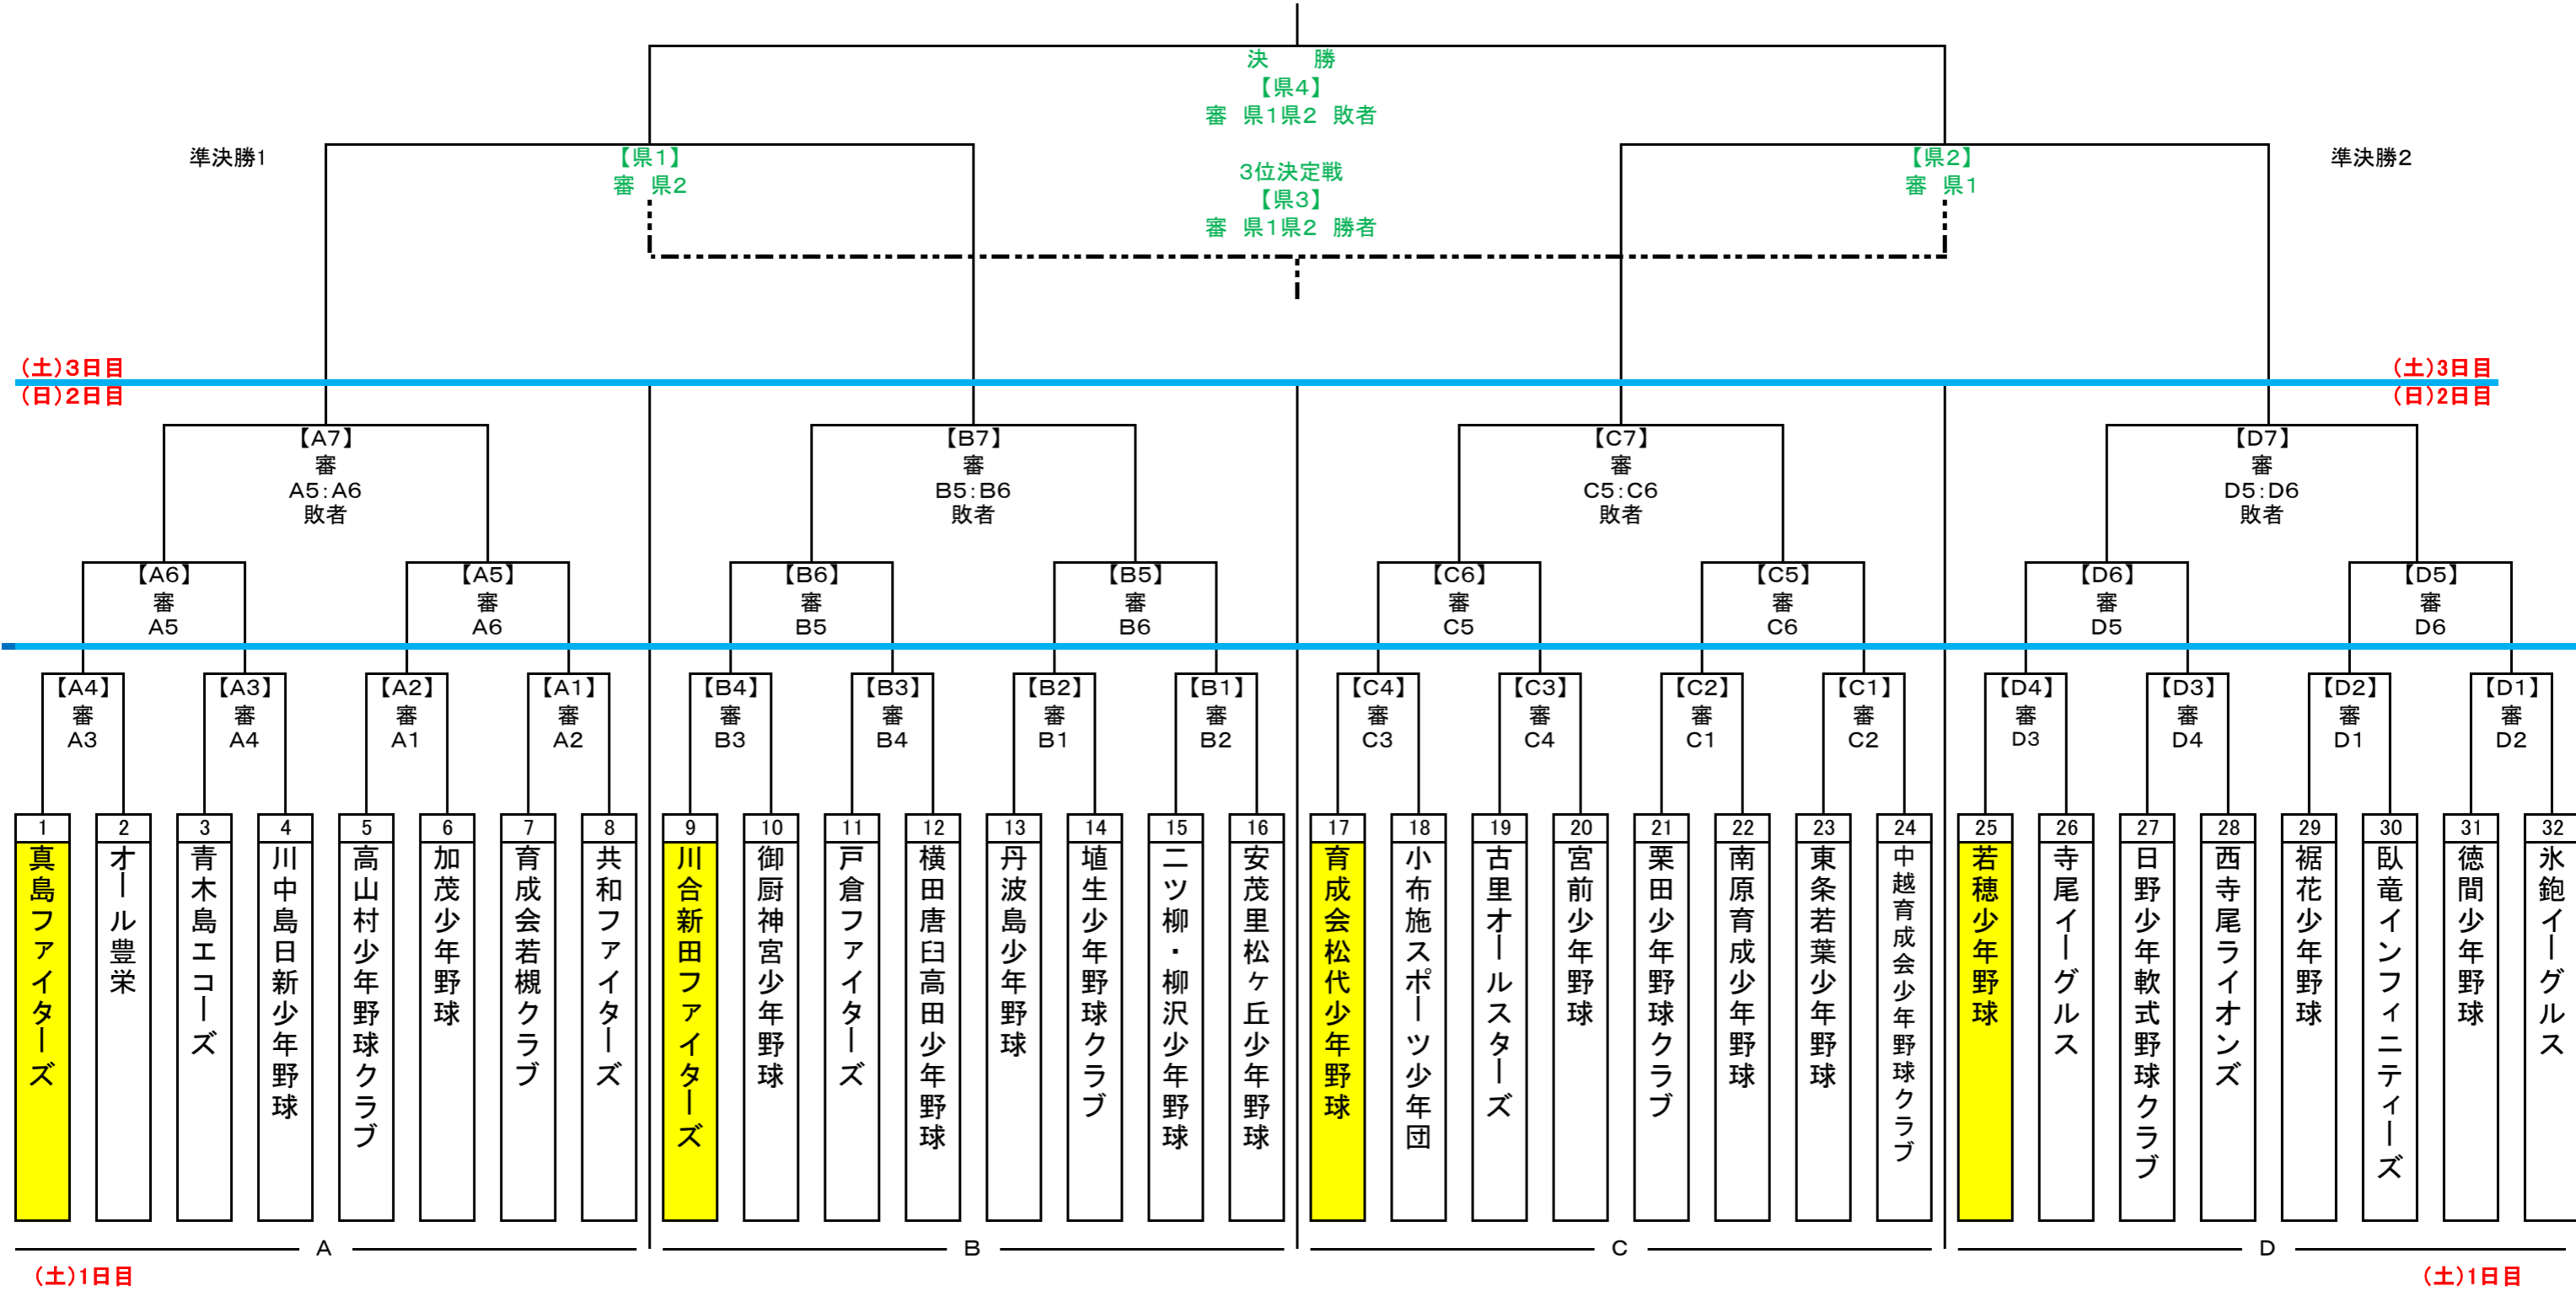 決　勝
【県4】
審 県1県2 敗者
準決勝1
【県1】
審 県2
3位決定戦
【県3】
審 県1県2 勝者
【県2】
審 県1
準決勝2
(土)3日目
(土)3日目
(日)2日目
(日)2日目
【A7】
審
A5:A6
敗者
【B7】
審
B5:B6
敗者
【C7】
審
C5:C6
敗者
【D7】
審
D5:D6
敗者
【A6】
審
A5
【A5】
審
A6
【B6】
審
B5
【B5】
審
B6
【C6】
審
C5
【C5】
審
C6
【D6】
審
D5
【D5】
審
D6
【A4】
審
A3
【A3】
審
A4
【A2】
審
A1
【A1】
審
A2
【B4】
審
B3
【B3】
審
B4
【B2】
審
B1
【B1】
審
B2
【C4】
審
C3
【C3】
審
C4
【C2】
審
C1
【C1】
審
C2
【D4】
審
D3
【D3】
審
D4
【D2】
審
D1
【D1】
審
D2
1
真島ファイターズ
2
オール豊栄
3
青木島エコーズ
4
川中島日新少年野球
5
高山村少年野球クラブ
6
加茂少年野球
7
育成会若槻クラブ
8
共和ファイターズ
9
川合新田ファイターズ
10
御厨神宮少年野球
11
戸倉ファイターズ
12
横田唐臼高田少年野球
13
丹波島少年野球
14
埴生少年野球クラブ
15
二ツ柳・柳沢少年野球
16
安茂里松ヶ丘少年野球
17
育成会松代少年野球
18
小布施スポーツ少年団
19
古里オールスターズ
20
宮前少年野球
21
栗田少年野球クラブ
22
南原育成少年野球
23
東条若葉少年野球
24
中越育成会少年野球クラブ
25
若穂少年野球
26
寺尾イーグルス
27
日野少年軟式野球クラブ
28
西寺尾ライオンズ
29
裾花少年野球
30
臥竜インフィニティーズ
31
徳間少年野球
32
氷鉋イーグルス
A
B
C
D
(土)1日目
(土)1日目